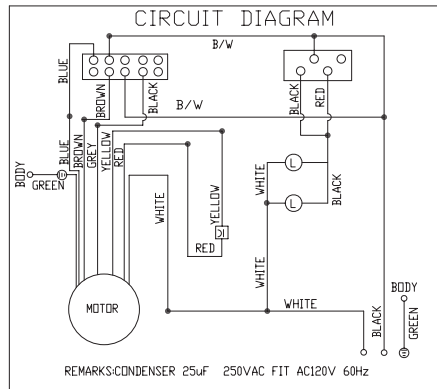 CIRCUIT DIAGRAM
B/W
BLUE
BROWN
BLACK
BLACK
RED
B/W
BLUE
BROWN
GREY
YELLOW
RED
BODY
GREEN
WHITE
YELLOW
RED
WHITE
L
L
BLACK
WHITE
WHITE
BODY
BLACK
GREEN
MOTOR
REMARKS:CONDENSER 25uF 250VAC FIT AC120V 60Hz